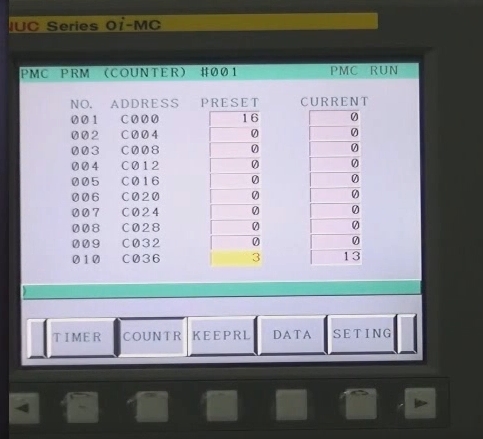 UC Series 0i-MC
PMC PRM (COUNTER) #001 PMC RUN
NO. ADDRESS PRESET CURRENT
001 C000 16 0
002 C004 0 0
003 C008 0 0
004 C012 0 0
005 C016 0 0
006 C020 0 0
007 C024 0 0
008 C028 0 0
009 C032 0 0
010 C036 3 13
)
TIMER COUNTR KEEPRL DATA SETING